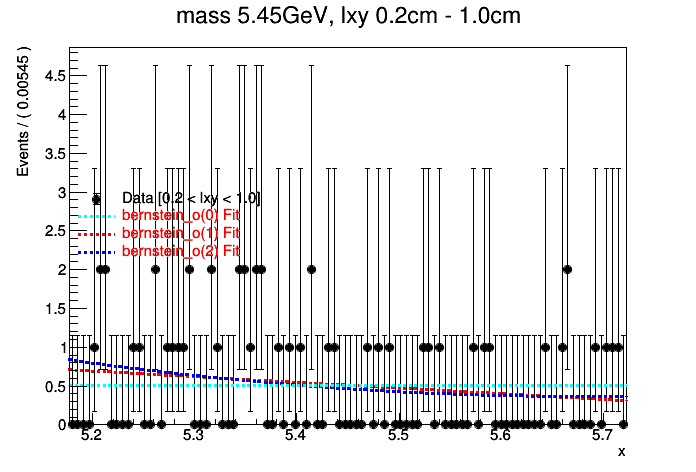 mass 5.45GeV, lxy 0.2cm - 1.0cm
Events / ( 0.00545 )
4.5
4
3.5
3
2.5
2
1.5
1
0.5
0
Data [0.2 < lxy < 1.0]
bernstein_o(0) Fit
bernstein_o(1) Fit
bernstein_o(2) Fit
5.2 5.3 5.4 5.5 5.6 5.7
x